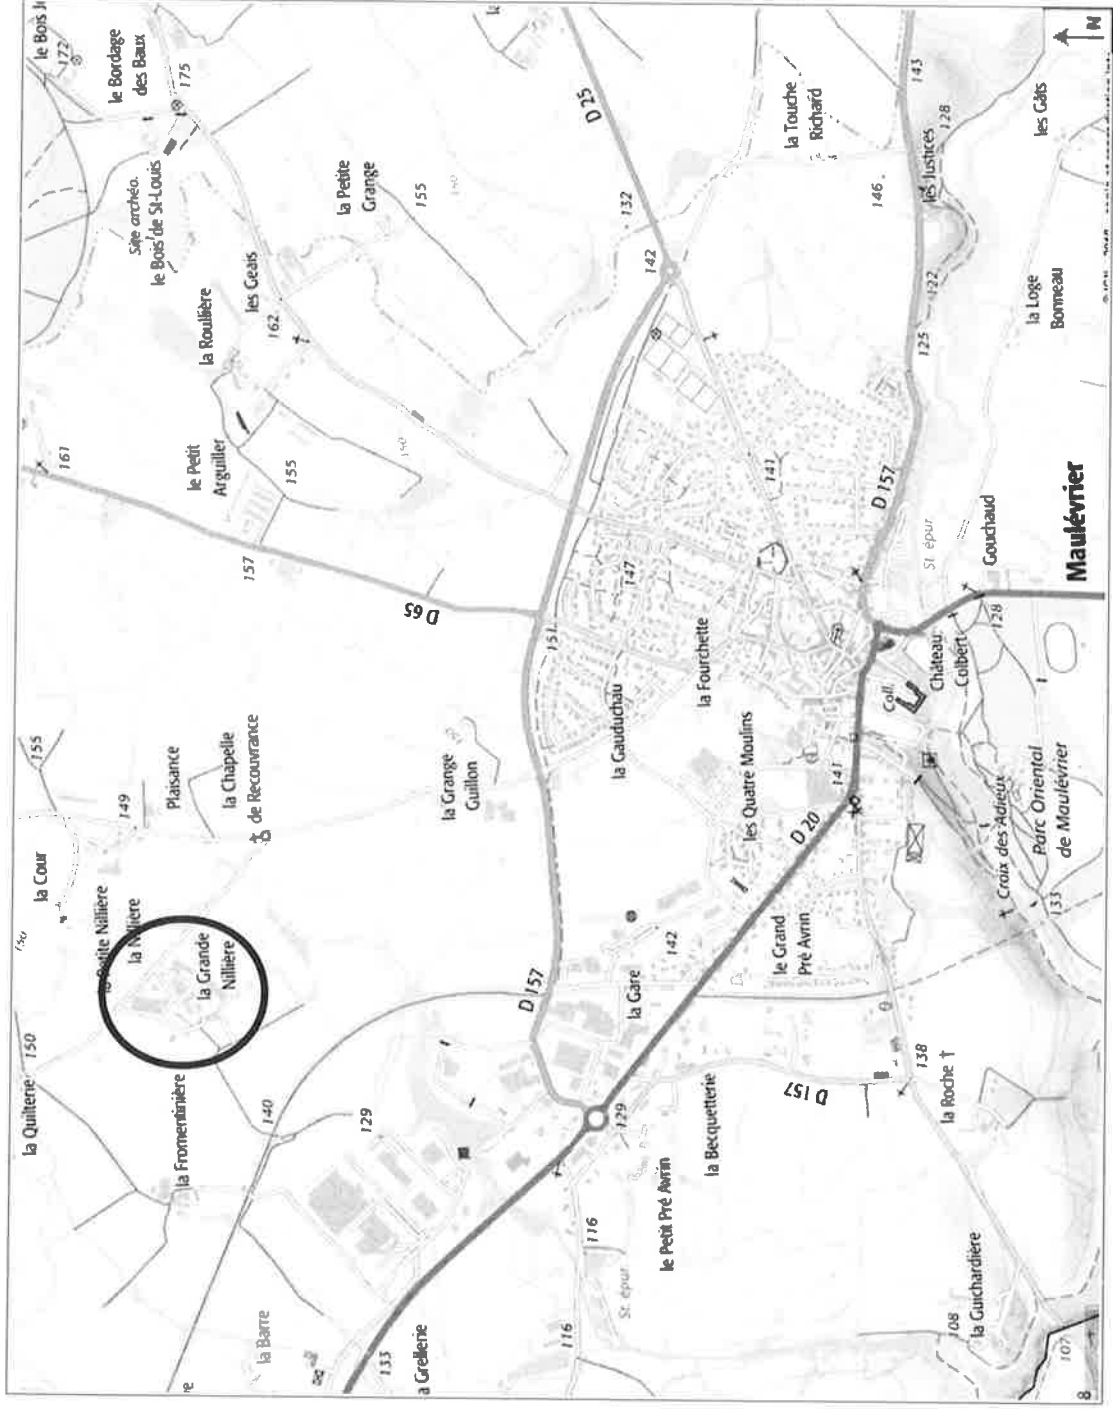 la Quilterie
150
la Cour
155
le Bois
172
161
la Petite Nillière
la Nillière
149
le Bordage
des Baux
175
Site archéo.
le Bois de St-Louis
la Fromentinière
la Grande
Nillière
Plaisance
la Chapelle
de Recouvrance
le Petit
Arguiller
la Roullière
157
155
les Geais
162
la Barre
140
129
133
a Grellerie
la Grange
Guillon
D 65
150
la Petite
Grange
155
150
D 157
151
D 25
116
116
St. épur.
129
la Gare
142
la Gauduchau
147
132
142
le Petit Pré Avrin
la Becquetterie
la Fourchette
les Quatre Moulins
141
le Grand
Pré Avrin
D 20
D 157
141
la Touche
Richard
146
138
la Roche
Coll.
D 157
125
122
les Justices
128
143
St. épur.
Château
Colbert
Gouchaud
108
la Guichardière
107
Croix des Adieux
128
Parc Oriental
de Maulévrier
133
la Loge
Bonneau
les Gâts
Maulévrier
N
8